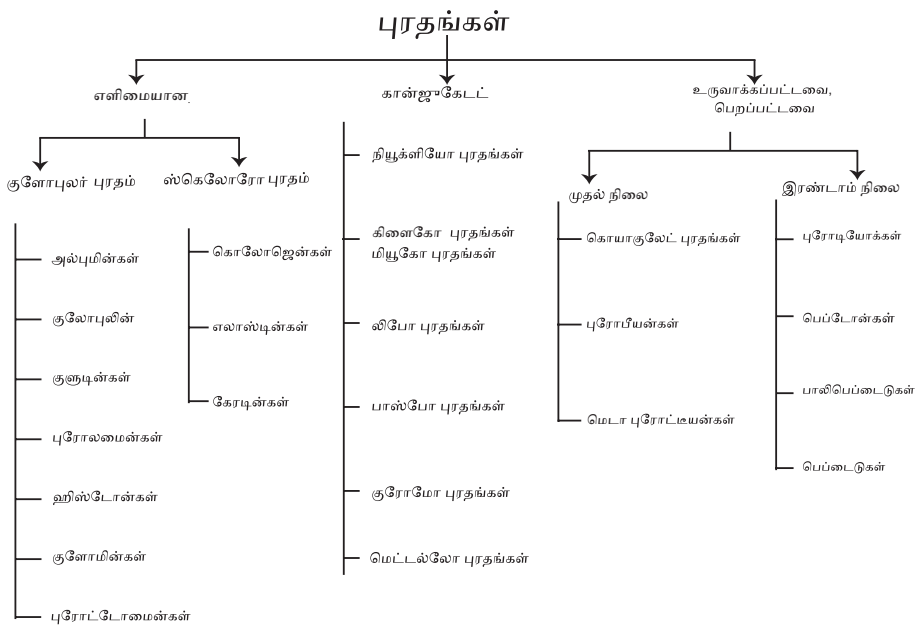 புரதங்கள்
எளிமையான
கான்ஜுகேடட்
உருவாக்கப்பட்டவை,
பெறப்பட்டவை
குளோபுலர் புரதம்
ஸ்கெலோரோ புரதம்
முதல் நிலை
இரண்டாம் நிலை
அல்புமின்கள்
குலோபுலின்
குளுடின்கள்
புரோலமைன்கள்
ஹிஸ்டோன்கள்
குளோமின்கள்
புரோட்டோமைன்கள்
கொலோஜென்கள்
எலாஸ்டின்கள்
கேரடின்கள்
நியூக்ளியோ புரதங்கள்
கிளைகோ புரதங்கள்
மியூகோ புரதங்கள்
லிபோ புரதங்கள்
பாஸ்போ புரதங்கள்
குரோமோ புரதங்கள்
மெட்டல்லோ புரதங்கள்
கொயாகுலேட் புரதங்கள்
புரோபீயன்கள்
மெடா புரோட்டீயன்கள்
புரோடியோக்கள்
பெப்டோன்கள்
பாலிபெப்டைடுகள்
பெப்டைடுகள்